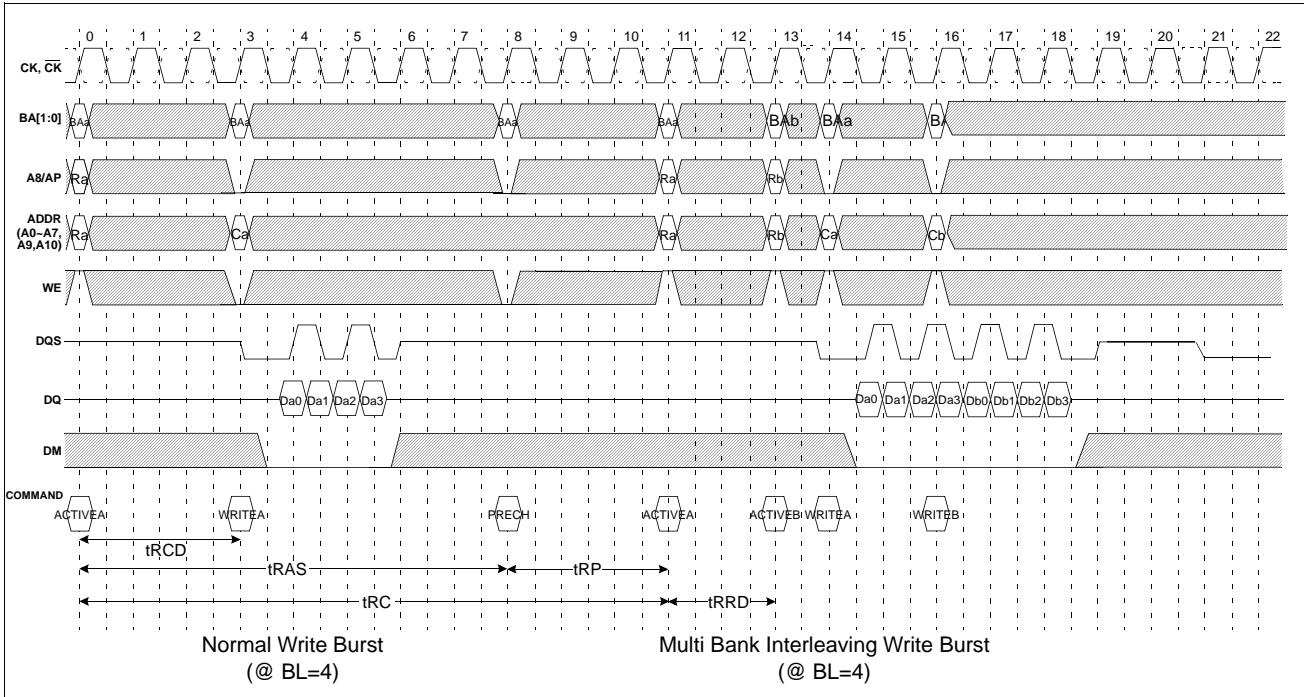 0 1 2 3 4 5 6 7 8 9 10 11 12 13 14 15 16 17 18 19 20 21 22
CK, CK
BA[1:0] BAa BAa BAa BAa BAb BAa BA
A8/AP Ra Ra Rb
ADDR
(A0~A7,
A9,A10)
Ra Ca Ra Rb Ca Cb
WE
DQS
DQ Da0 Da1 Da2 Da3 Da0 Da1 Da2 Da3 Db0 Db1 Db2 Db3
DM
COMMAND
ACTIVEA WRITEA PRECH ACTIVEA ACTIVEB WRITEA WRITEB
tRCD
tRAS tRP
tRC tRRD
Normal Write Burst Multi Bank Interleaving Write Burst
(@ BL=4) (@ BL=4)